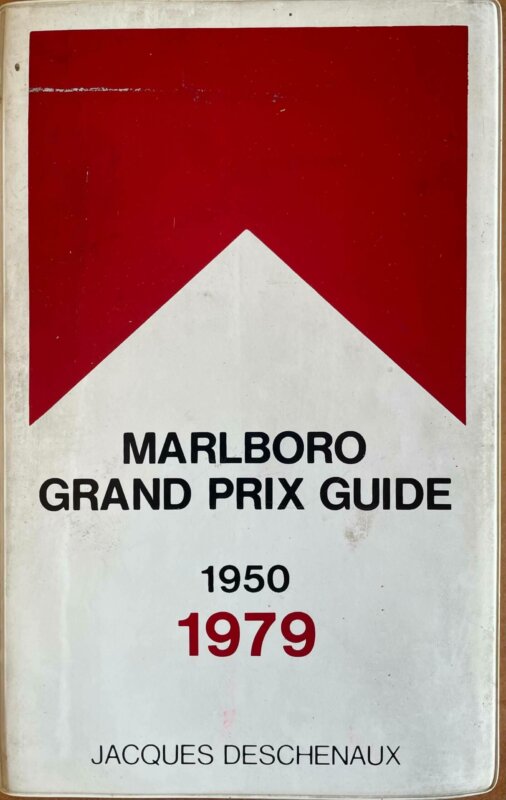 MARLBORO
GRAND PRIX GUIDE
1950
1979
JACQUES DESCHENAUX